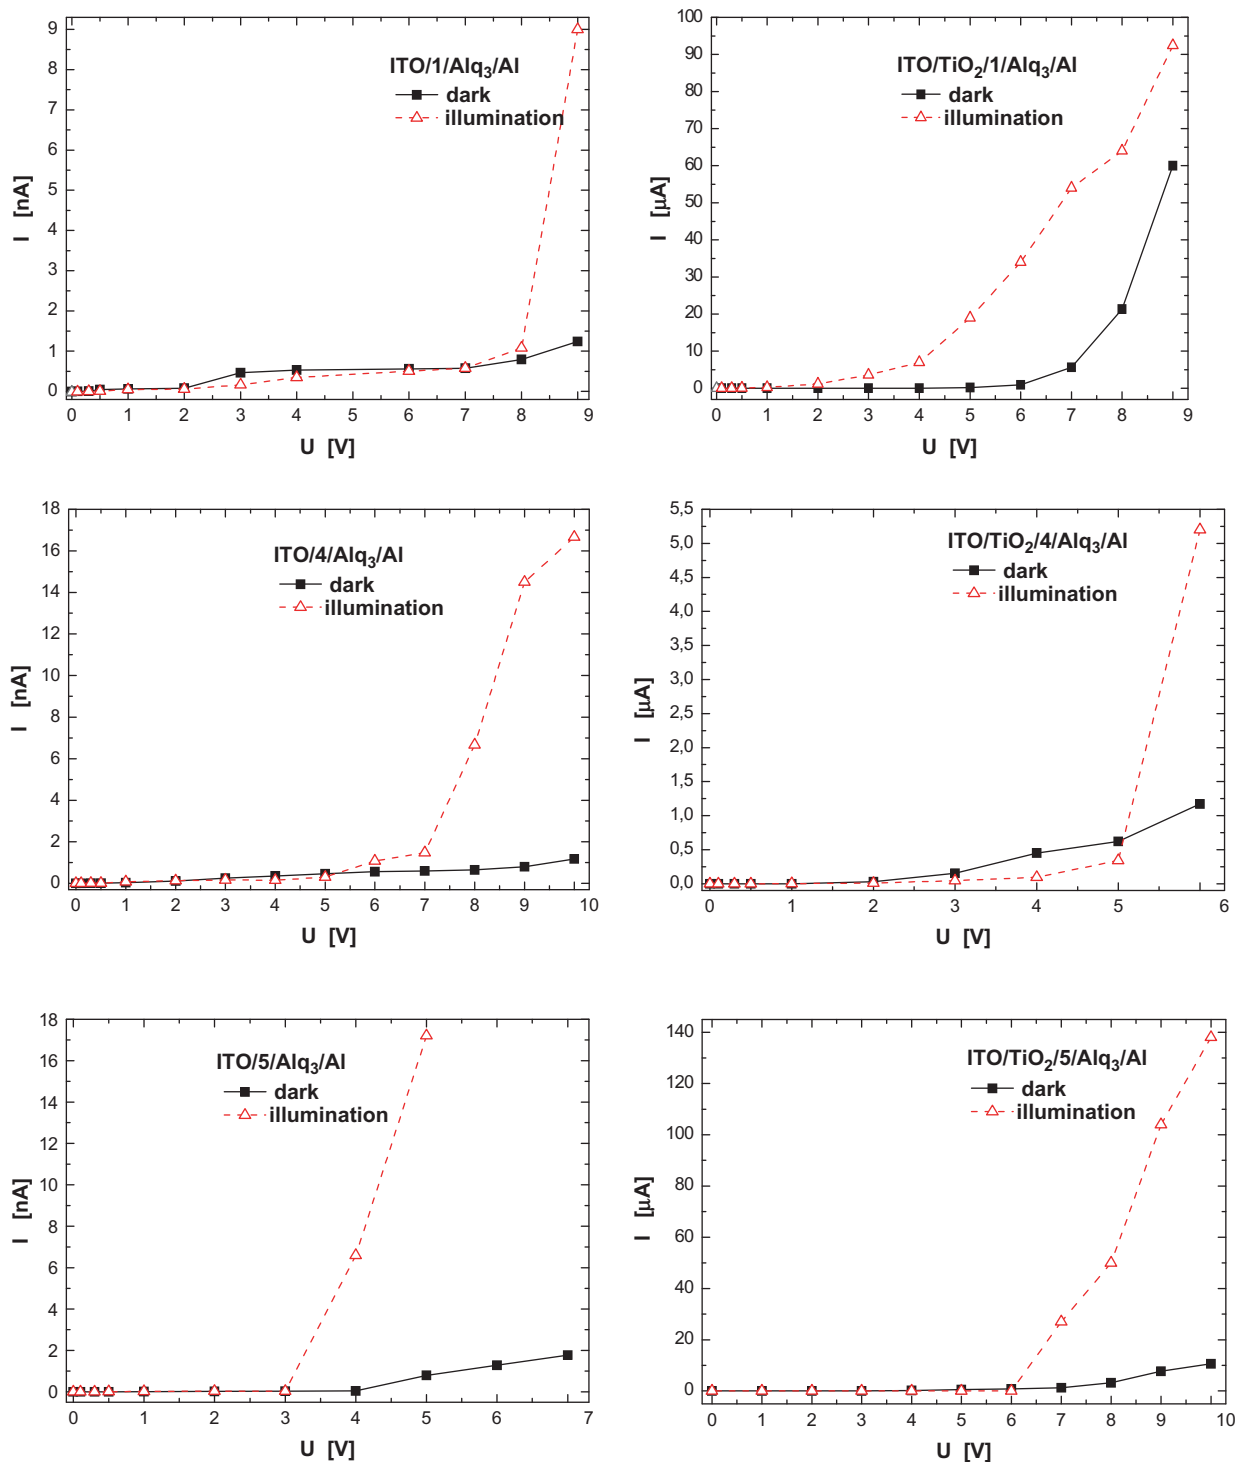 ITO/1/Alq3/Al
dark
illumination
I [nA]
9
8
7
6
5
4
3
2
1
0
0 1 2 3 4 5 6 7 8 9
U [V]
ITO/TiO2/1/Alq3/Al
dark
illumination
I [µA]
100
90
80
70
60
50
40
30
20
10
0
0 1 2 3 4 5 6 7 8 9
U [V]
ITO/4/Alq3/Al
dark
illumination
I [nA]
18
16
14
12
10
8
6
4
2
0
0 1 2 3 4 5 6 7 8 9 10
U [V]
ITO/TiO2/4/Alq3/Al
dark
illumination
I [µA]
5,5
5,0
4,5
4,0
3,5
3,0
2,5
2,0
1,5
1,0
0,5
0,0
0 1 2 3 4 5 6
U [V]
ITO/5/Alq3/Al
dark
illumination
I [nA]
18
16
14
12
10
8
6
4
2
0
0 1 2 3 4 5 6 7
U [V]
ITO/TiO2/5/Alq3/Al
dark
illumination
I [µA]
140
120
100
80
60
40
20
0
0 1 2 3 4 5 6 7 8 9 10
U [V]